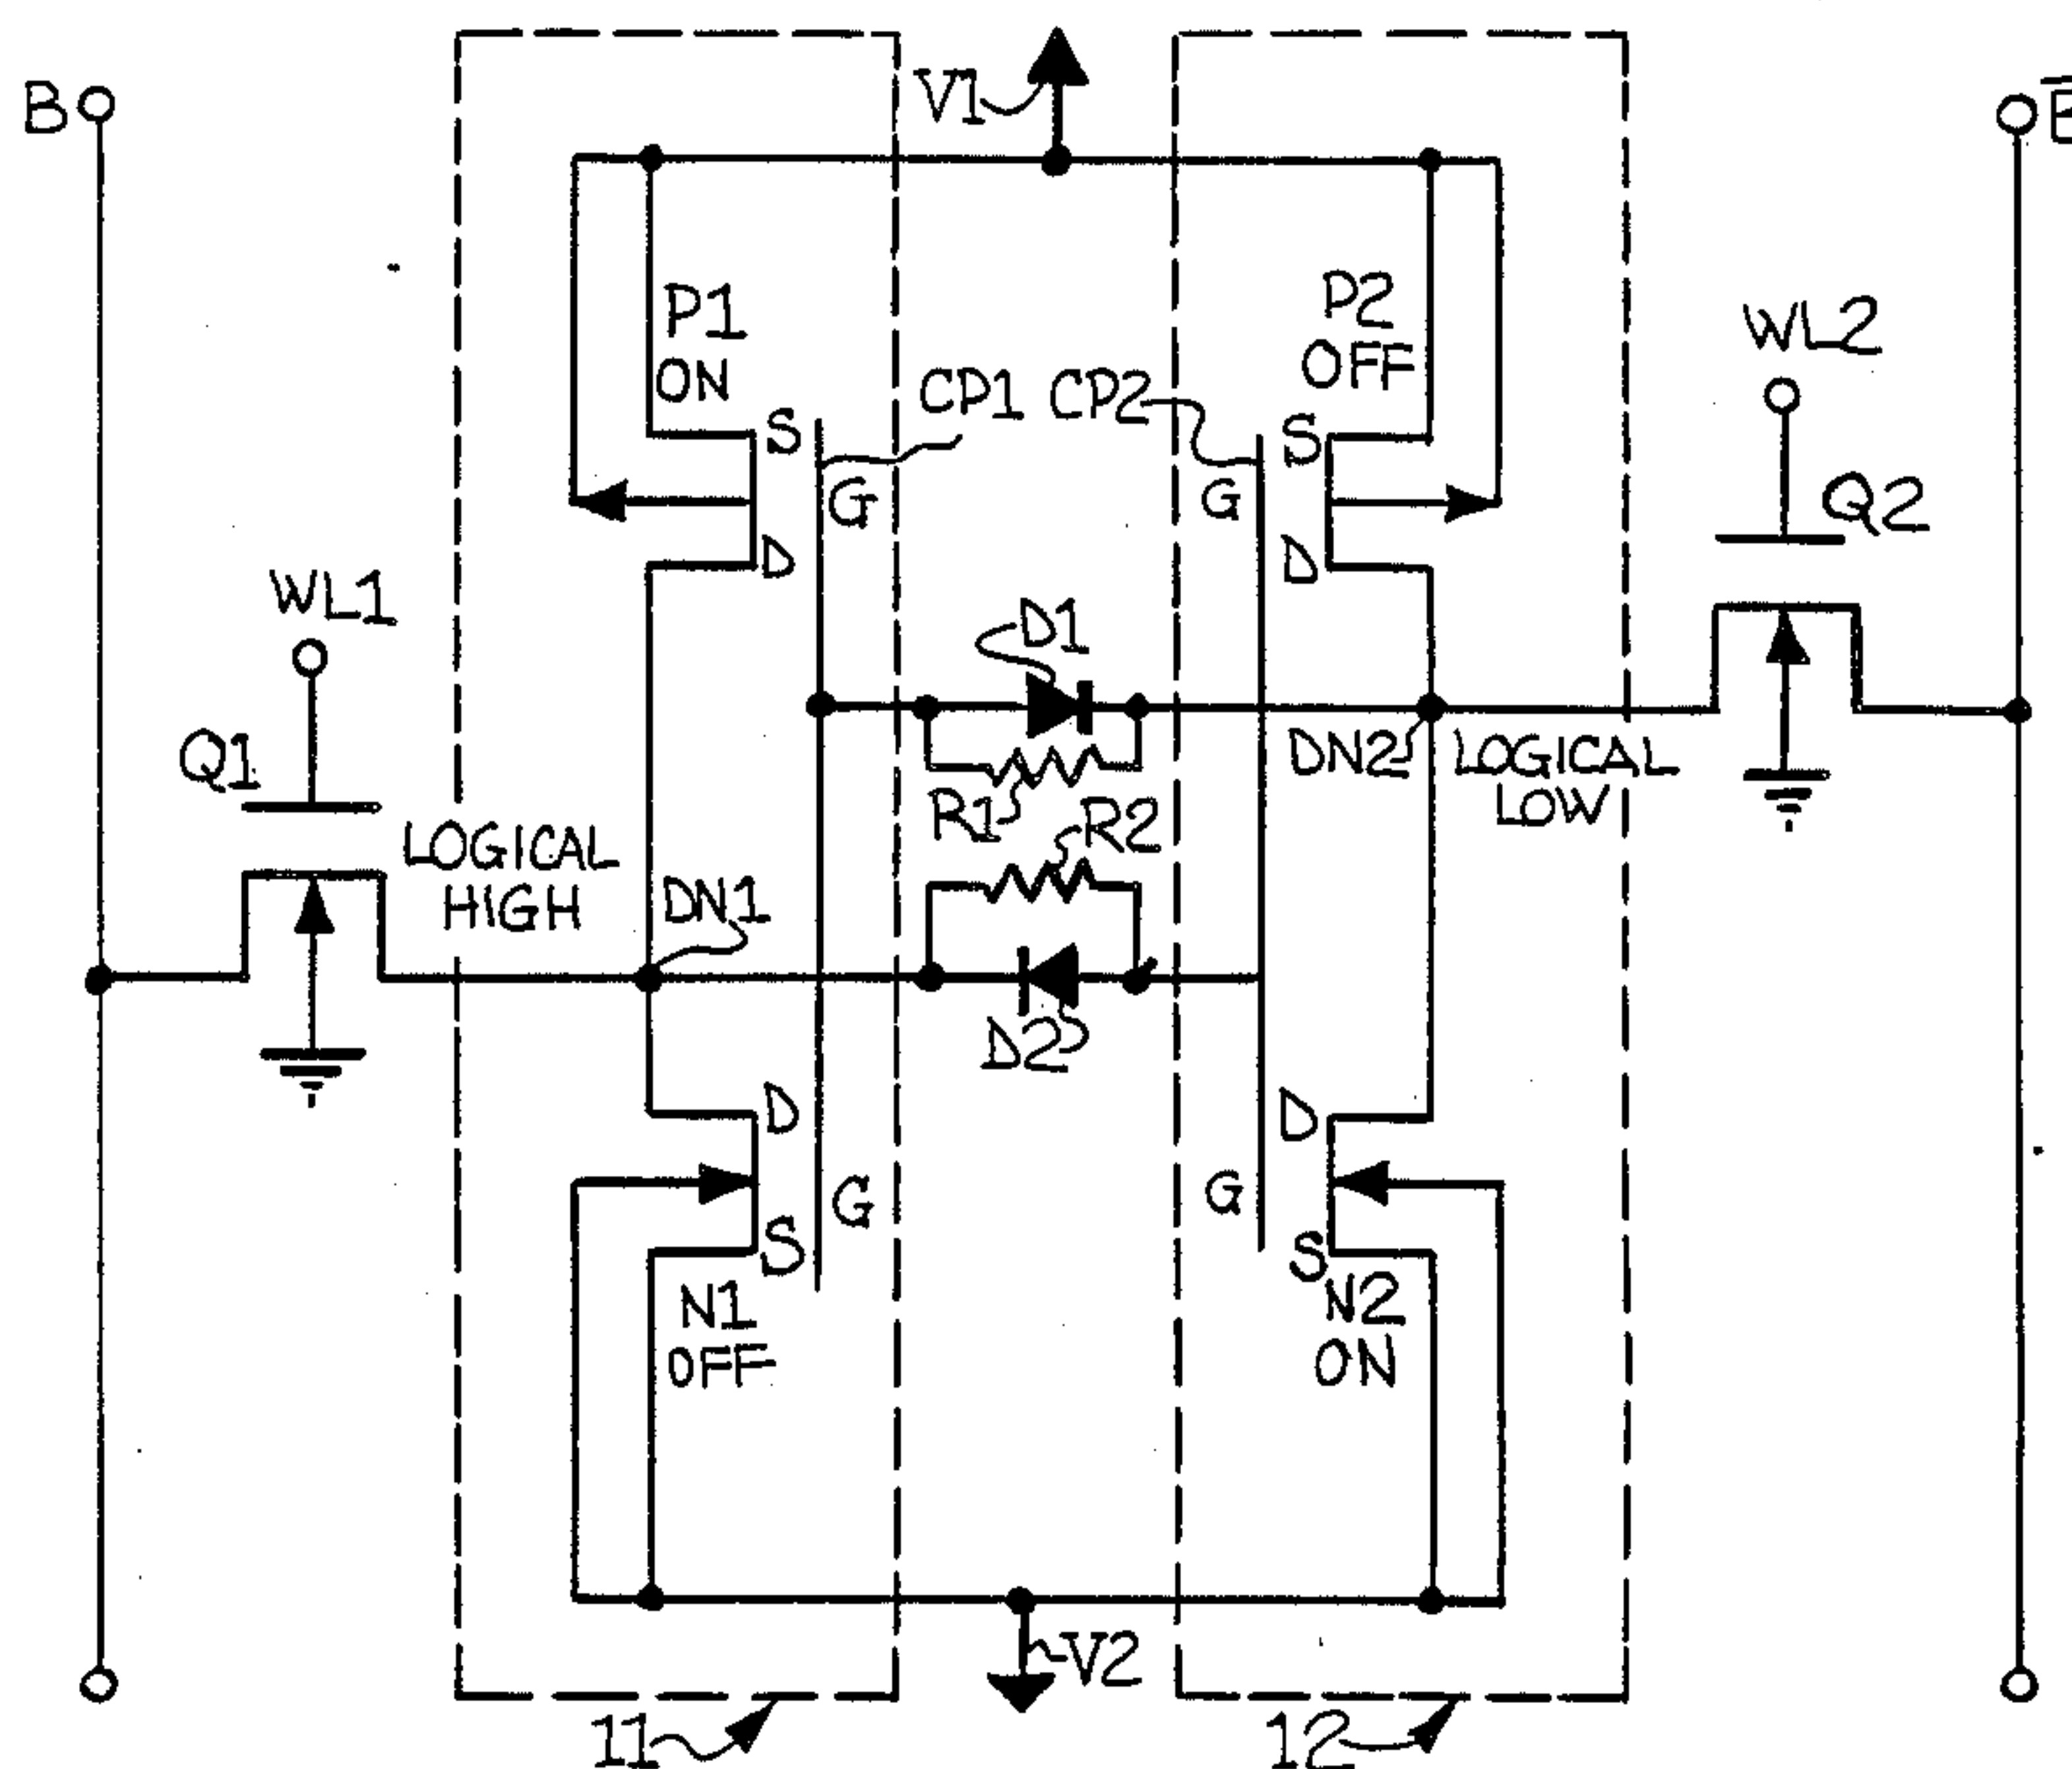 B
V1
P1
ON
P2
OFF
WL2
CP1
CP2
S
G
D
S
G
D
Q2
WL1
D1
Q1
R1
DN2
LOGICAL
LOW
R2
LOGICAL
HIGH
DN1
D2
D
G
S
D
G
S
N1
OFF
N2
ON
V2
11
12